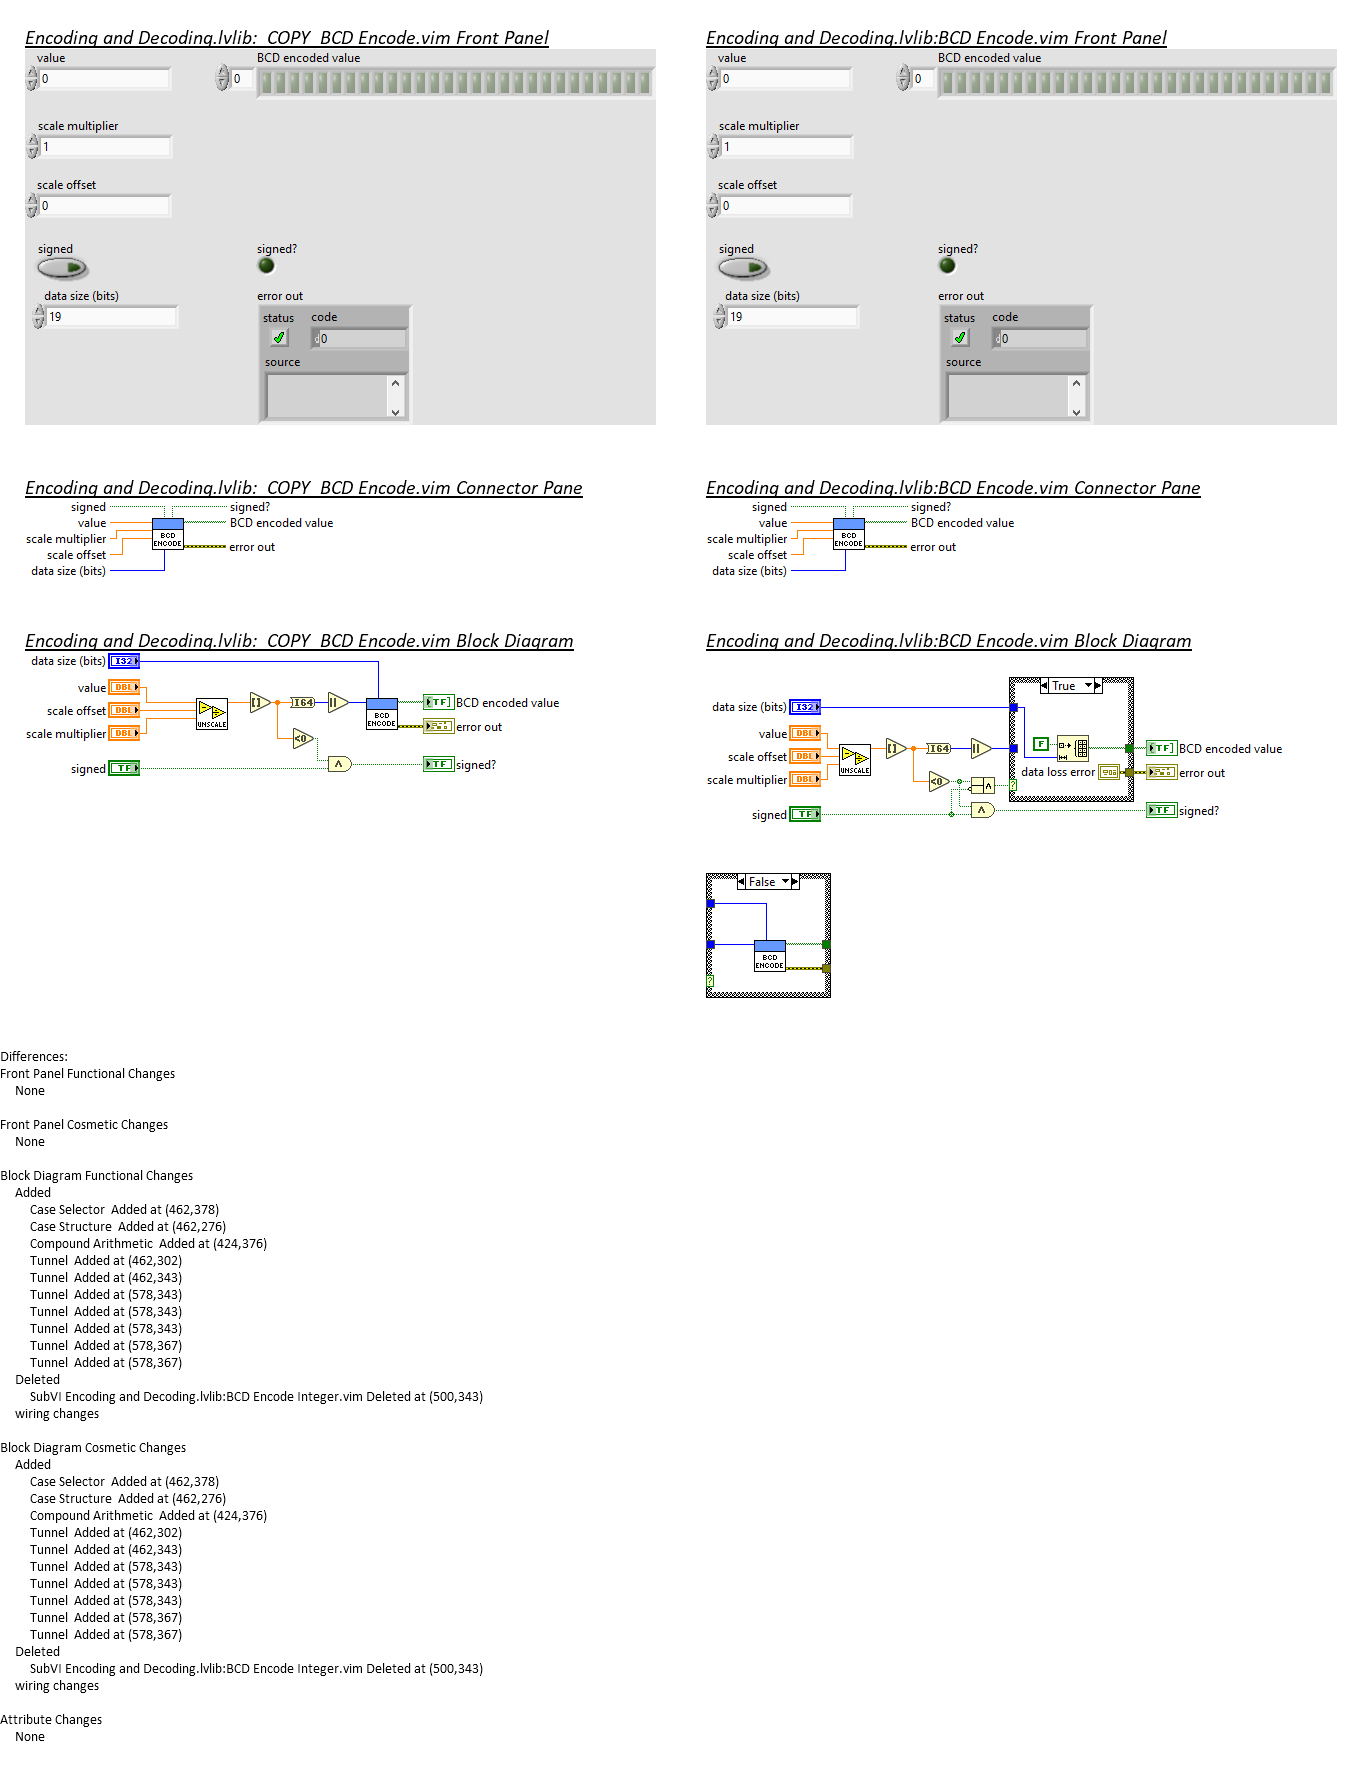 Encoding and Decoding.lvlib:_COPY_BCD Encode.vim Front Panel
value
0
0
BCD encoded value
scale multiplier
1
scale offset
0
signed
signed?
data size (bits)
19
error out
status
code
d
0
source
Encoding and Decoding.lvlib:BCD Encode.vim Front Panel
value
0
0
BCD encoded value
scale multiplier
1
scale offset
0
signed
signed?
data size (bits)
19
error out
status
code
d
0
source
Encoding and Decoding.lvlib:_COPY_BCD Encode.vim Connector Pane
signed
signed?
value
BCD encoded value
scale multiplier
BCD
ENCODE
error out
scale offset
data size (bits)
Encoding and Decoding.lvlib:BCD Encode.vim Connector Pane
signed
signed?
value
BCD encoded value
scale multiplier
BCD
ENCODE
error out
scale offset
data size (bits)
Encoding and Decoding.lvlib:_COPY_BCD Encode.vim Block Diagram
data size (bits) I32
value DBL
scale offset DBL
scale multiplier DBL
UNSCALE
I64
BCD
ENCODE
TF BCD encoded value
error out
<0
signed TF
TF signed?
Encoding and Decoding.lvlib:BCD Encode.vim Block Diagram
True
data size (bits) I32
value DBL
scale offset DBL
scale multiplier DBL
UNSCALE
I64
F
TF BCD encoded value
data loss error
error out
<0
?
signed TF
TF signed?
False
BCD
ENCODE
?
Differences:
Front Panel Functional Changes
None
Front Panel Cosmetic Changes
None
Block Diagram Functional Changes
Added
Case Selector  Added at (462,378)
Case Structure  Added at (462,276)
Compound Arithmetic  Added at (424,376)
Tunnel  Added at (462,302)
Tunnel  Added at (462,343)
Tunnel  Added at (578,343)
Tunnel  Added at (578,343)
Tunnel  Added at (578,343)
Tunnel  Added at (578,367)
Tunnel  Added at (578,367)
Deleted
SubVI Encoding and Decoding.lvlib:BCD Encode Integer.vim Deleted at (500,343)
wiring changes
Block Diagram Cosmetic Changes
Added
Case Selector  Added at (462,378)
Case Structure  Added at (462,276)
Compound Arithmetic  Added at (424,376)
Tunnel  Added at (462,302)
Tunnel  Added at (462,343)
Tunnel  Added at (578,343)
Tunnel  Added at (578,343)
Tunnel  Added at (578,343)
Tunnel  Added at (578,367)
Tunnel  Added at (578,367)
Deleted
SubVI Encoding and Decoding.lvlib:BCD Encode Integer.vim Deleted at (500,343)
wiring changes
Attribute Changes
None